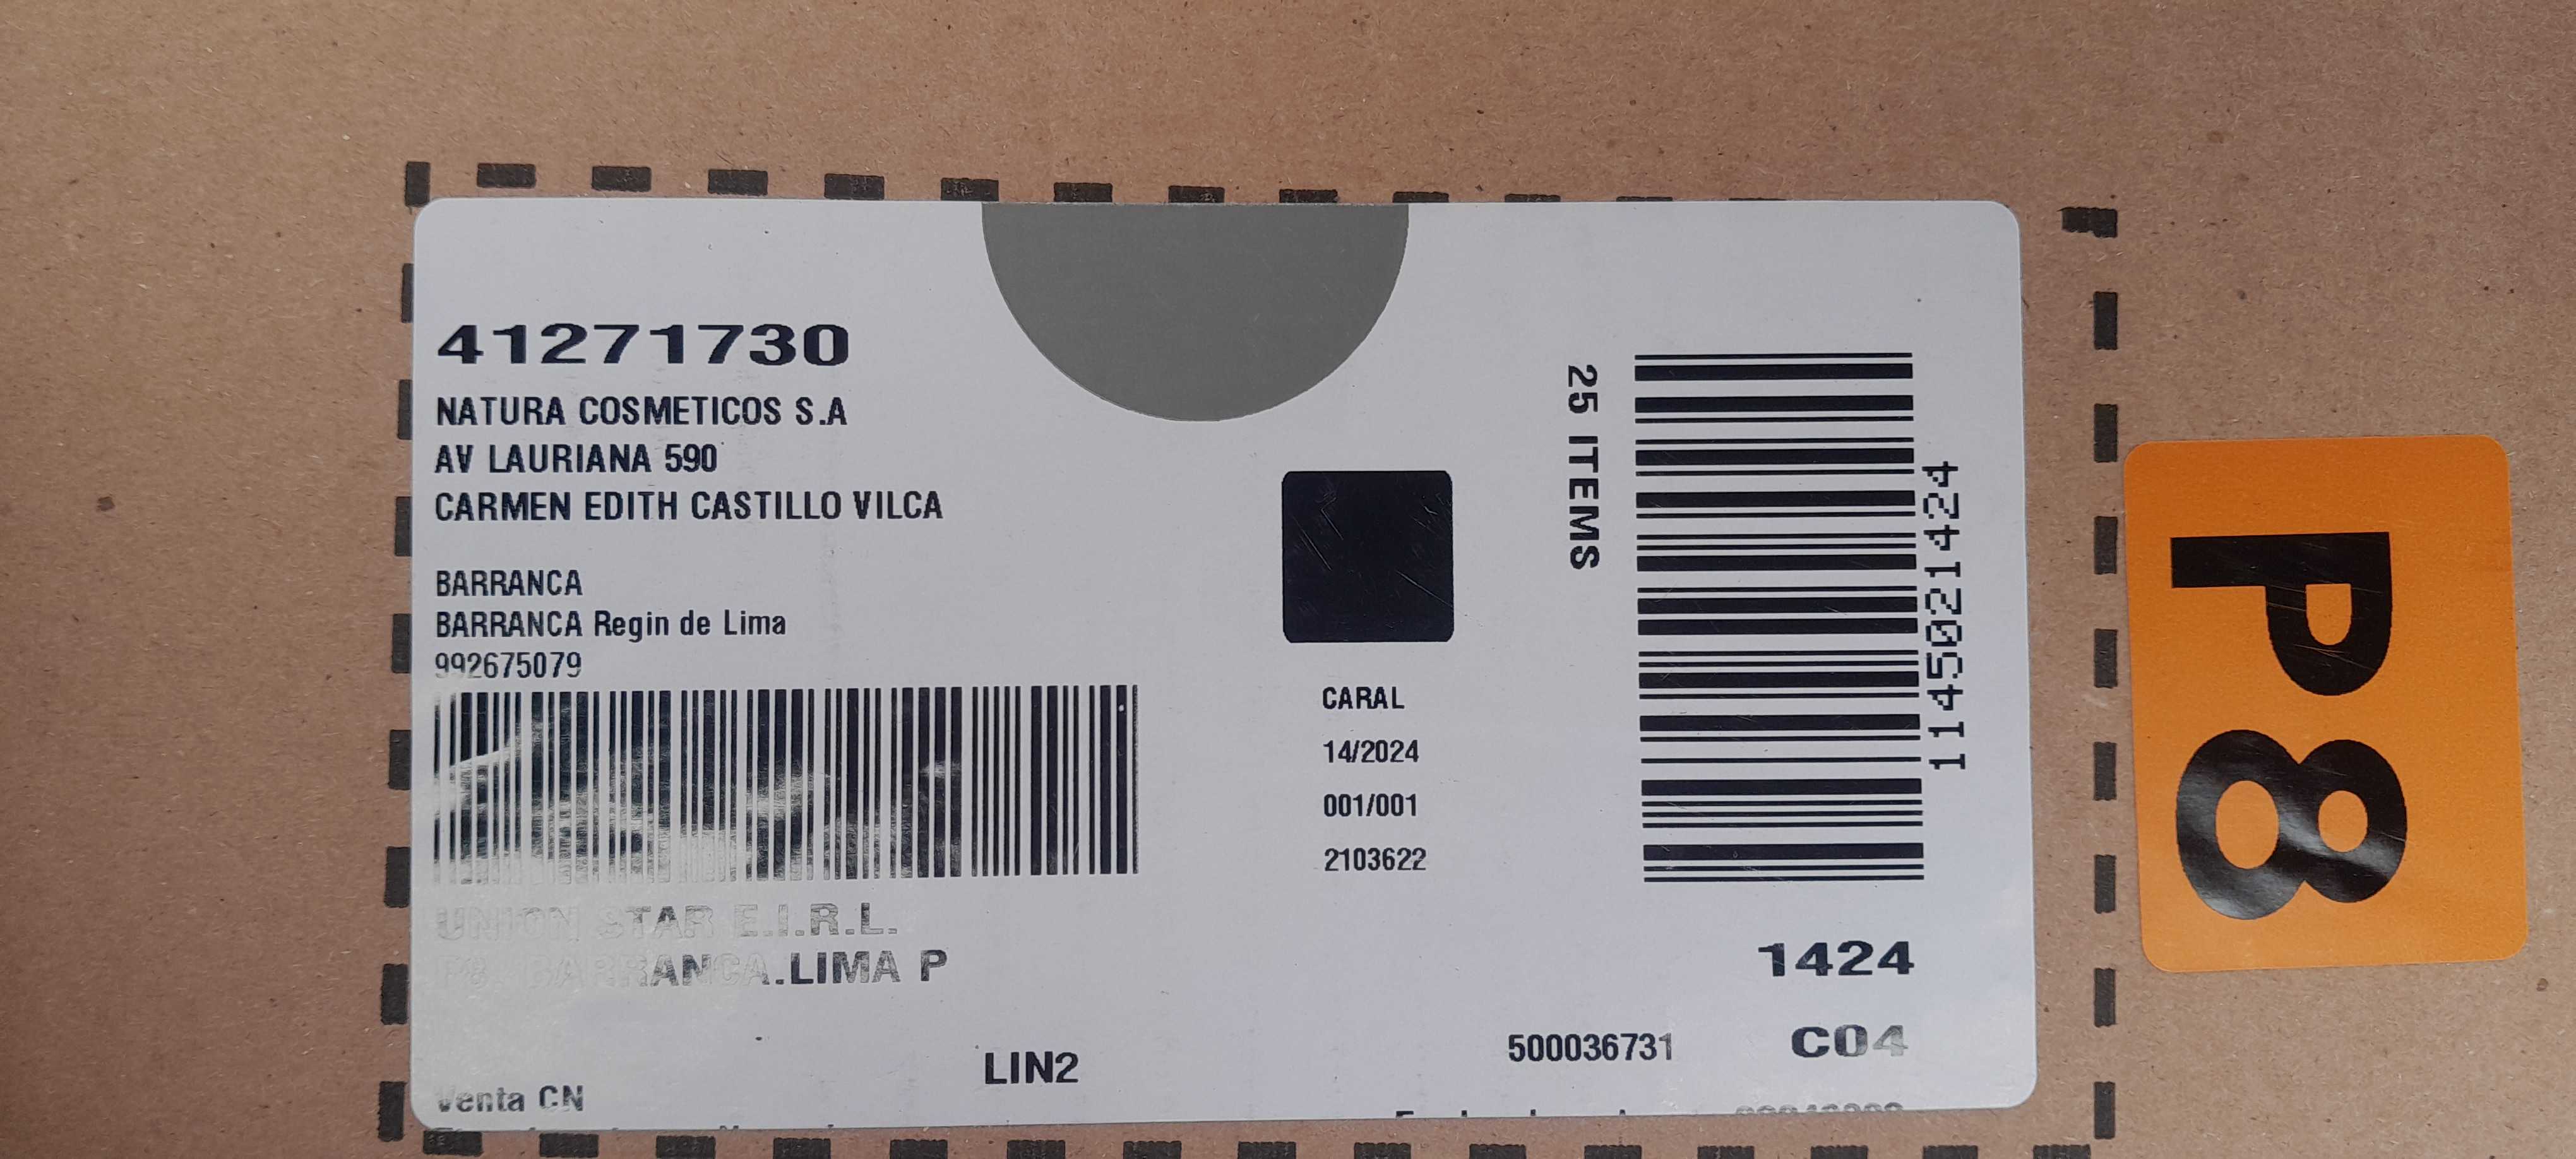 41271730
NATURA COSMETICOS S.A
AV LAURIANA 590
CARMEN EDITH CASTILLO VILCA
BARRANCA
BARRANCA Regin de Lima
992675079
UNION STAR E.I.R.L.
P8. BARRANCA.LIMA P
LIN2
Venta CN
CARAL
14/2024
001/001
2103622
25 ITEMS
1145021424
1424
500036731
C04
P8